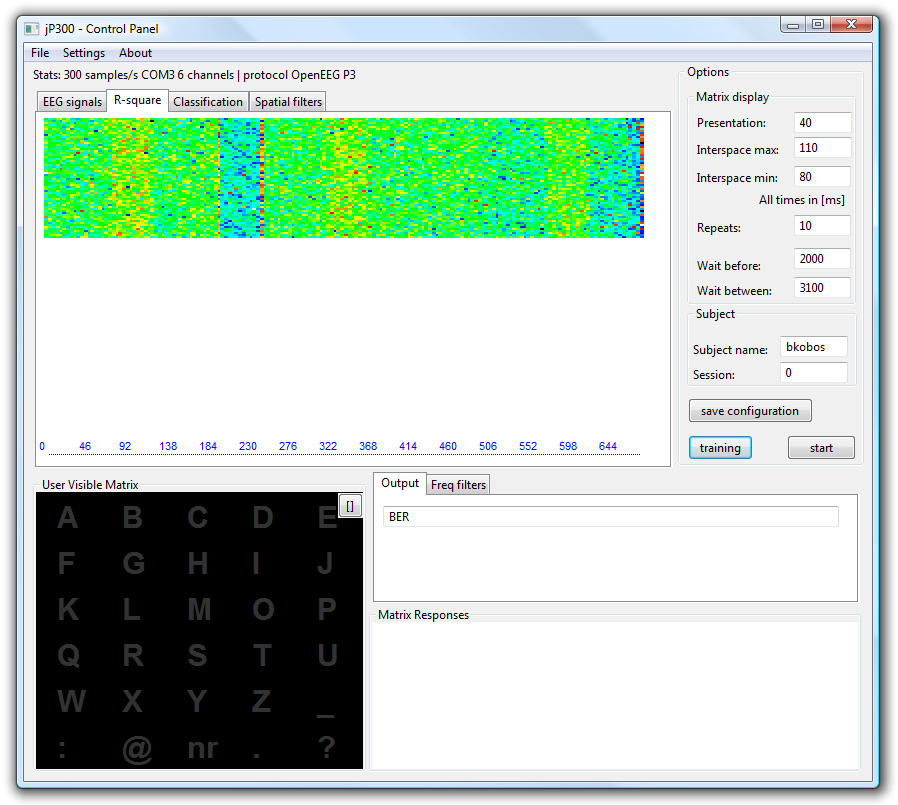 jP300 - Control Panel
File Settings About
Stats: 300 samples/s COM3 6 channels | protocol OpenEEG P3
EEG signals R-square Classification Spatial filters
0 46 92 138 184 230 276 322 368 414 460 506 552 598 644
Options
Matrix display
Presentation: 40
Interspace max: 110
Interspace min: 80
All times in [ms]
Repeats: 10
Wait before: 2000
Wait between: 3100
Subject
Subject name: bkobos
Session: 0
save configuration
training start
User Visible Matrix
[]
A B C D E
F G H I J
K L M O P
Q R S T U
W X Y Z _
: @ nr . ?
Output Freq filters
BER
Matrix Responses